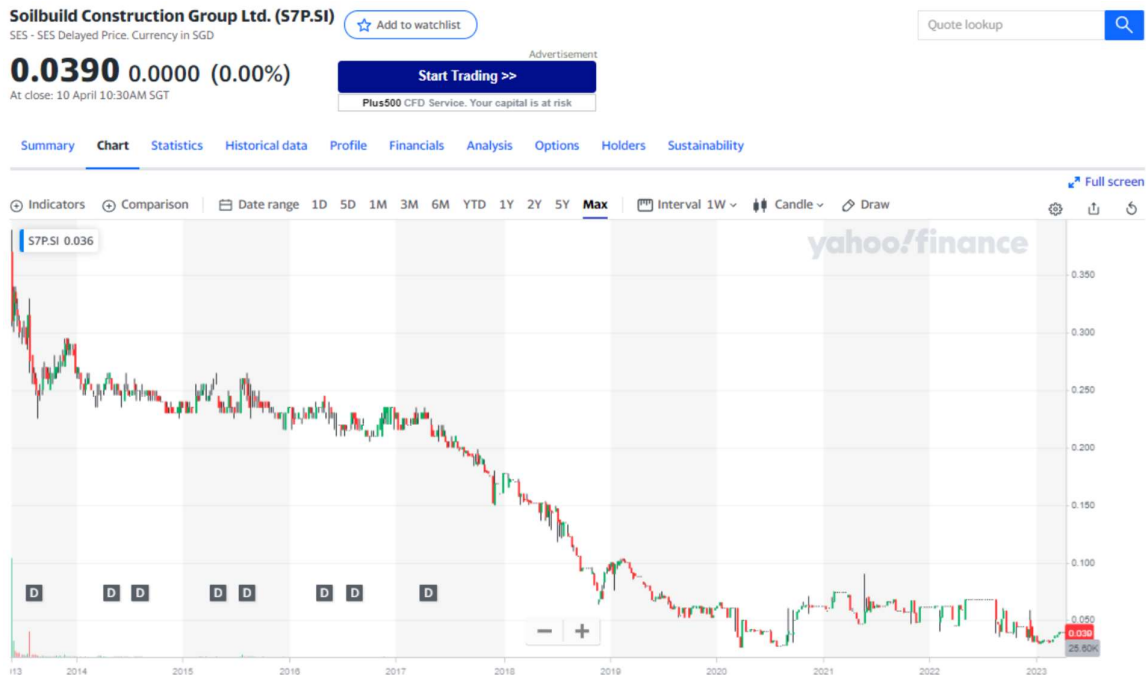 Soilbuild Construction Group Ltd. (S7P.SI)
Add to watchlist
Quote lookup
SES - SES Delayed Price. Currency in SGD
Advertisement
0.0390 0.0000 (0.00%)
Start Trading >>
At close: 10 April 10:30AM SGT
Plus500 CFD Service. Your capital is at risk
Summary Chart Statistics Historical data Profile Financials Analysis Options Holders Sustainability
Full screen
Indicators Comparison Date range 1D 5D 1M 3M 6M YTD 1Y 2Y 5Y Max Interval 1W Candle Draw
S7P.SI 0.036
yahoo!finance
0.350
0.300
0.250
0.200
0.150
0.100
D D D D D D D D
0.050
0.039
25.60K
13 2014 2015 2016 2017 2018 2019 2020 2021 2022 2023